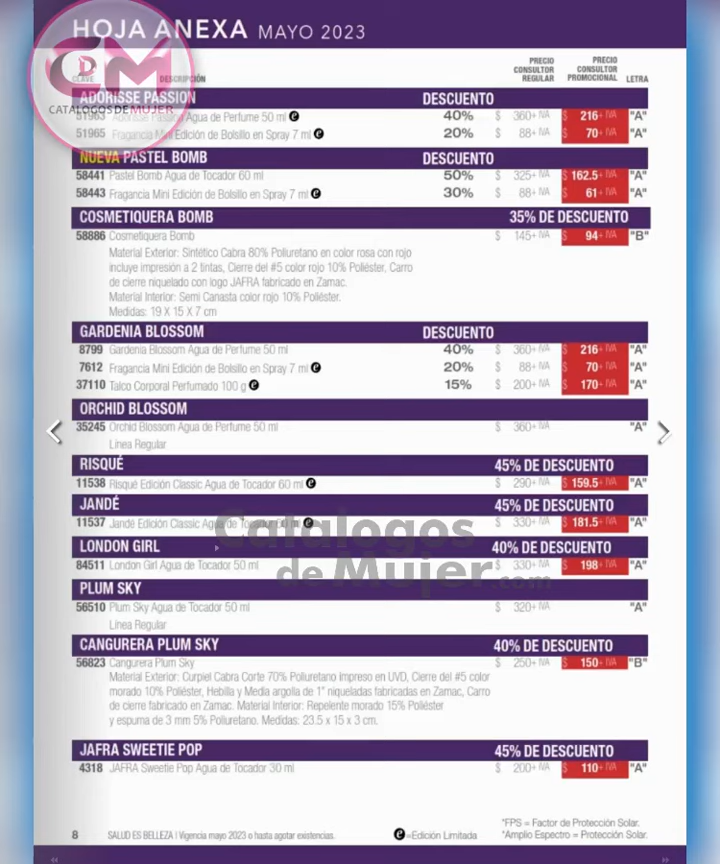 HOJA ANEXA MAYO 2023
CM
CATALOGOS DE MUJER
CLAVE DESCRIPCIÓN PRECIO CONSULTOR REGULAR PRECIO CONSULTOR PROMOCIONAL LETRA
ADORISSE PASSION DESCUENTO
51963 Adorisse Passion Agua de Perfume 50 ml e 40% $ 360+ IVA $ 216+ IVA "A"
51965 Fragancia Mini Edición de Bolsillo en Spray 7 ml e 20% $ 88+ IVA $ 70+ IVA "A"
NUEVA PASTEL BOMB DESCUENTO
58441 Pastel Bomb Agua de Tocador 60 ml 50% $ 325+ IVA $ 162.5+ IVA "A"
58443 Fragancia Mini Edición de Bolsillo en Spray 7 ml e 30% $ 88+ IVA $ 61+ IVA "A"
COSMETIQUERA BOMB 35% DE DESCUENTO
58886 Cosmetiquera Bomb $ 145+ IVA $ 94+ IVA "B"
Material Exterior: Sintético Cabra 80% Poliuretano en color rosa con rojo
incluye impresión a 2 tintas, Cierre del #5 color rojo 10% Poliéster, Carro
de cierre niquelado con logo JAFRA fabricado en Zamac.
Material Interior: Semi Canasta color rojo 10% Poliéster.
Medidas: 19 X 15 X 7 cm
GARDENIA BLOSSOM DESCUENTO
8799 Gardenia Blossom Agua de Perfume 50 ml 40% $ 360+ IVA $ 216+ IVA "A"
7612 Fragancia Mini Edición de Bolsillo en Spray 7 ml e 20% $ 88+ IVA $ 70+ IVA "A"
37110 Talco Corporal Perfumado 100 g e 15% $ 200+ IVA $ 170+ IVA "A"
ORCHID BLOSSOM
35245 Orchid Blossom Agua de Perfume 50 ml $ 360+ IVA "A"
Línea Regular
RISQUÉ 45% DE DESCUENTO
11538 Risqué Edición Classic Agua de Tocador 60 ml e $ 290+ IVA $ 159.5+ IVA "A"
JANDÉ 45% DE DESCUENTO
11537 Jandé Edición Classic Agua de Tocador 60 ml e $ 330+ IVA $ 181.5+ IVA "A"
Catalogos
LONDON GIRL 40% DE DESCUENTO
84511 London Girl Agua de Tocador 50 ml $ 330+ IVA $ 198+ IVA "A"
de Mujer.com
PLUM SKY
56510 Plum Sky Agua de Tocador 50 ml $ 320+ IVA "A"
Línea Regular
CANGURERA PLUM SKY 40% DE DESCUENTO
56823 Cangurera Plum Sky $ 250+ IVA $ 150+ IVA "B"
Material Exterior: Curpiel Cabra Corte 70% Poliuretano impreso en UVD, Cierre del #5 color
morado 10% Poliéster, Hebilla y Media argolla de 1" niqueladas fabricadas en Zamac, Carro
de cierre fabricado en Zamac. Material Interior: Repelente morado 15% Poliéster
y espuma de 3 mm 5% Poliuretano. Medidas: 23.5 x 15 x 3 cm.
JAFRA SWEETIE POP 45% DE DESCUENTO
4318 JAFRA Sweetie Pop Agua de Tocador 30 ml $ 200+ IVA $ 110+ IVA "A"
8 SALUD ES BELLEZA | Vigencia mayo 2023 o hasta agotar existencias. e=Edición Limitada
*FPS = Factor de Protección Solar.
*Amplio Espectro = Protección Solar.